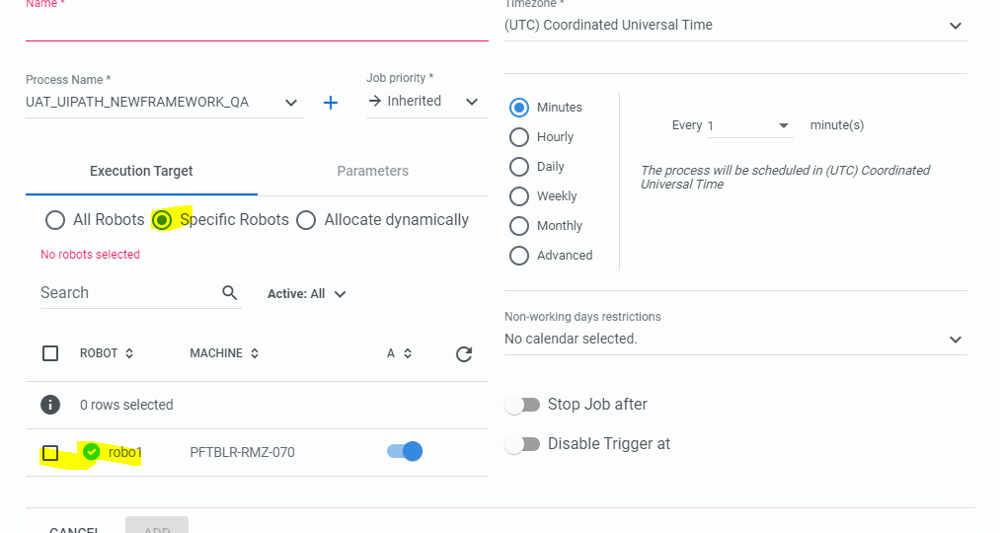 Name *
Timezone *
(UTC) Coordinated Universal Time
Process Name *
UAT_UIPATH_NEWFRAMEWORK_QA
Job priority *
Inherited
Minutes
Hourly
Daily
Weekly
Monthly
Advanced
Every 1 minute(s)
The process will be scheduled in (UTC) Coordinated
Universal Time
Execution Target
Parameters
All Robots
Specific Robots
Allocate dynamically
No robots selected
Search
Active: All
ROBOT
MACHINE
A
0 rows selected
robo1
PFTBLR-RMZ-070
Non-working days restrictions
No calendar selected.
Stop Job after
Disable Trigger at
CANCEL
ADD